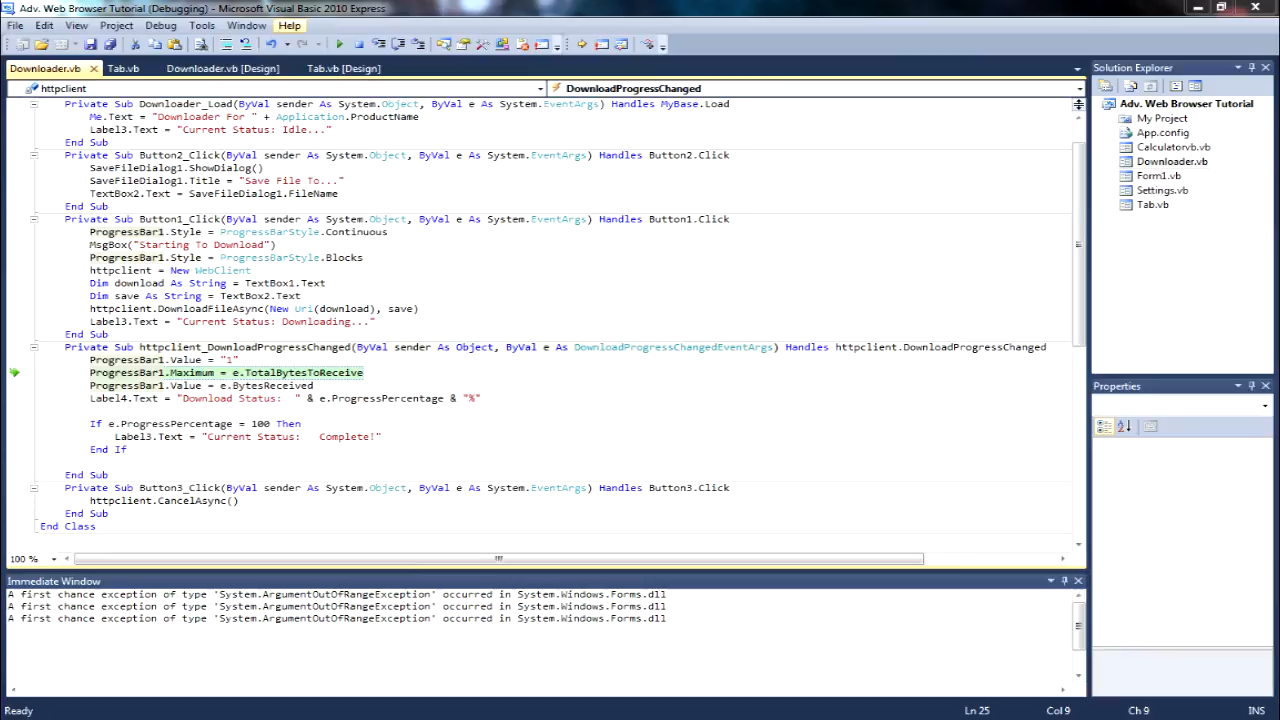 Adv. Web Browser Tutorial (Debugging) - Microsoft Visual Basic 2010 Express
File Edit View Project Debug Tools Window Help
Downloader.vb Tab.vb Downloader.vb [Design] Tab.vb [Design]
httpclient DownloadProgressChanged
Private Sub Downloader_Load(ByVal sender As System.Object, ByVal e As System.EventArgs) Handles MyBase.Load
Me.Text = "Downloader For " + Application.ProductName
Label3.Text = "Current Status: Idle..."
End Sub
Private Sub Button2_Click(ByVal sender As System.Object, ByVal e As System.EventArgs) Handles Button2.Click
SaveFileDialog1.ShowDialog()
SaveFileDialog1.Title = "Save File To..."
TextBox2.Text = SaveFileDialog1.FileName
End Sub
Private Sub Button1_Click(ByVal sender As System.Object, ByVal e As System.EventArgs) Handles Button1.Click
ProgressBar1.Style = ProgressBarStyle.Continuous
MsgBox("Starting To Download")
ProgressBar1.Style = ProgressBarStyle.Blocks
httpclient = New WebClient
Dim download As String = TextBox1.Text
Dim save As String = TextBox2.Text
httpclient.DownloadFileAsync(New Uri(download), save)
Label3.Text = "Current Status: Downloading..."
End Sub
Private Sub httpclient_DownloadProgressChanged(ByVal sender As Object, ByVal e As DownloadProgressChangedEventArgs) Handles httpclient.DownloadProgressChanged
ProgressBar1.Value = "1"
ProgressBar1.Maximum = e.TotalBytesToReceive
ProgressBar1.Value = e.BytesReceived
Label4.Text = "Download Status:  " & e.ProgressPercentage & "%"
If e.ProgressPercentage = 100 Then
Label3.Text = "Current Status:   Complete!"
End If
End Sub
Private Sub Button3_Click(ByVal sender As System.Object, ByVal e As System.EventArgs) Handles Button3.Click
httpclient.CancelAsync()
End Sub
End Class
100 %
Immediate Window
A first chance exception of type 'System.ArgumentOutOfRangeException' occurred in System.Windows.Forms.dll
A first chance exception of type 'System.ArgumentOutOfRangeException' occurred in System.Windows.Forms.dll
A first chance exception of type 'System.ArgumentOutOfRangeException' occurred in System.Windows.Forms.dll
Solution Explorer
Adv. Web Browser Tutorial
My Project
App.config
Calculatorvb.vb
Downloader.vb
Form1.vb
Settings.vb
Tab.vb
Properties
Ready Ln 25 Col 9 Ch 9 INS